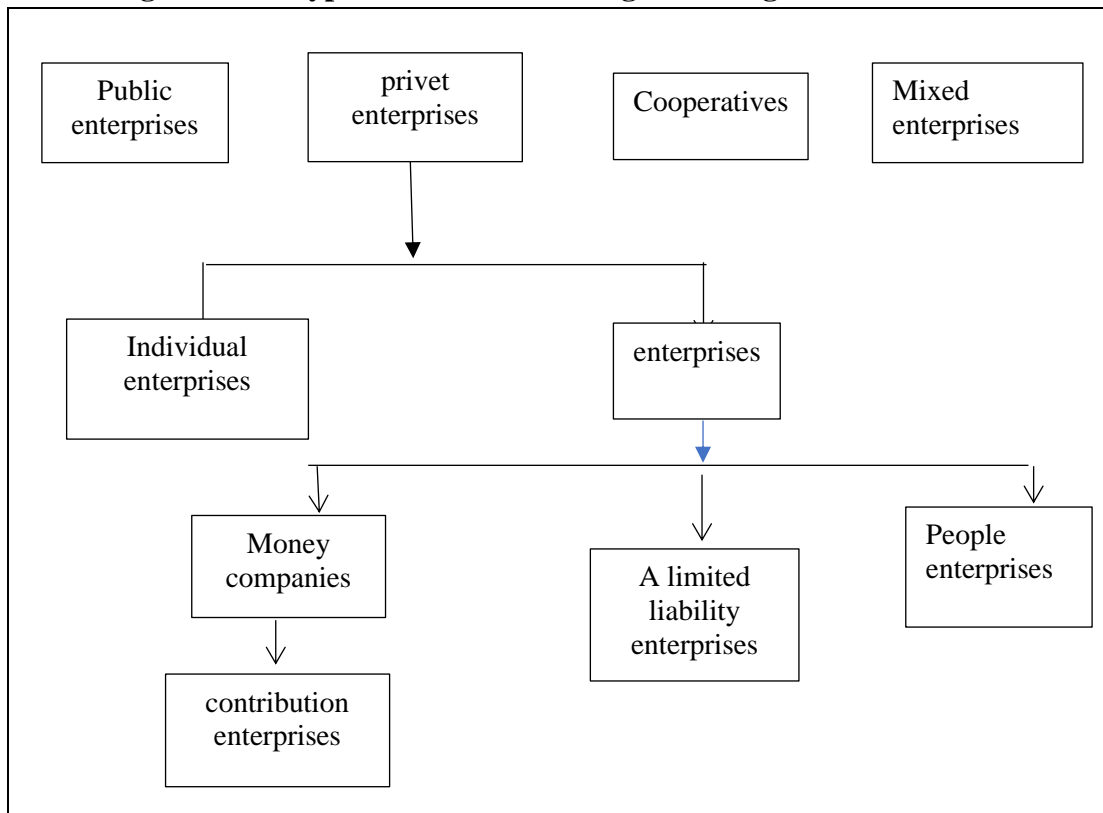 Public
enterprises
privet
enterprises
Cooperatives
Mixed
enterprises
Individual
enterprises
enterprises
Money
companies
A limited
liability
enterprises
People
enterprises
contribution
enterprises